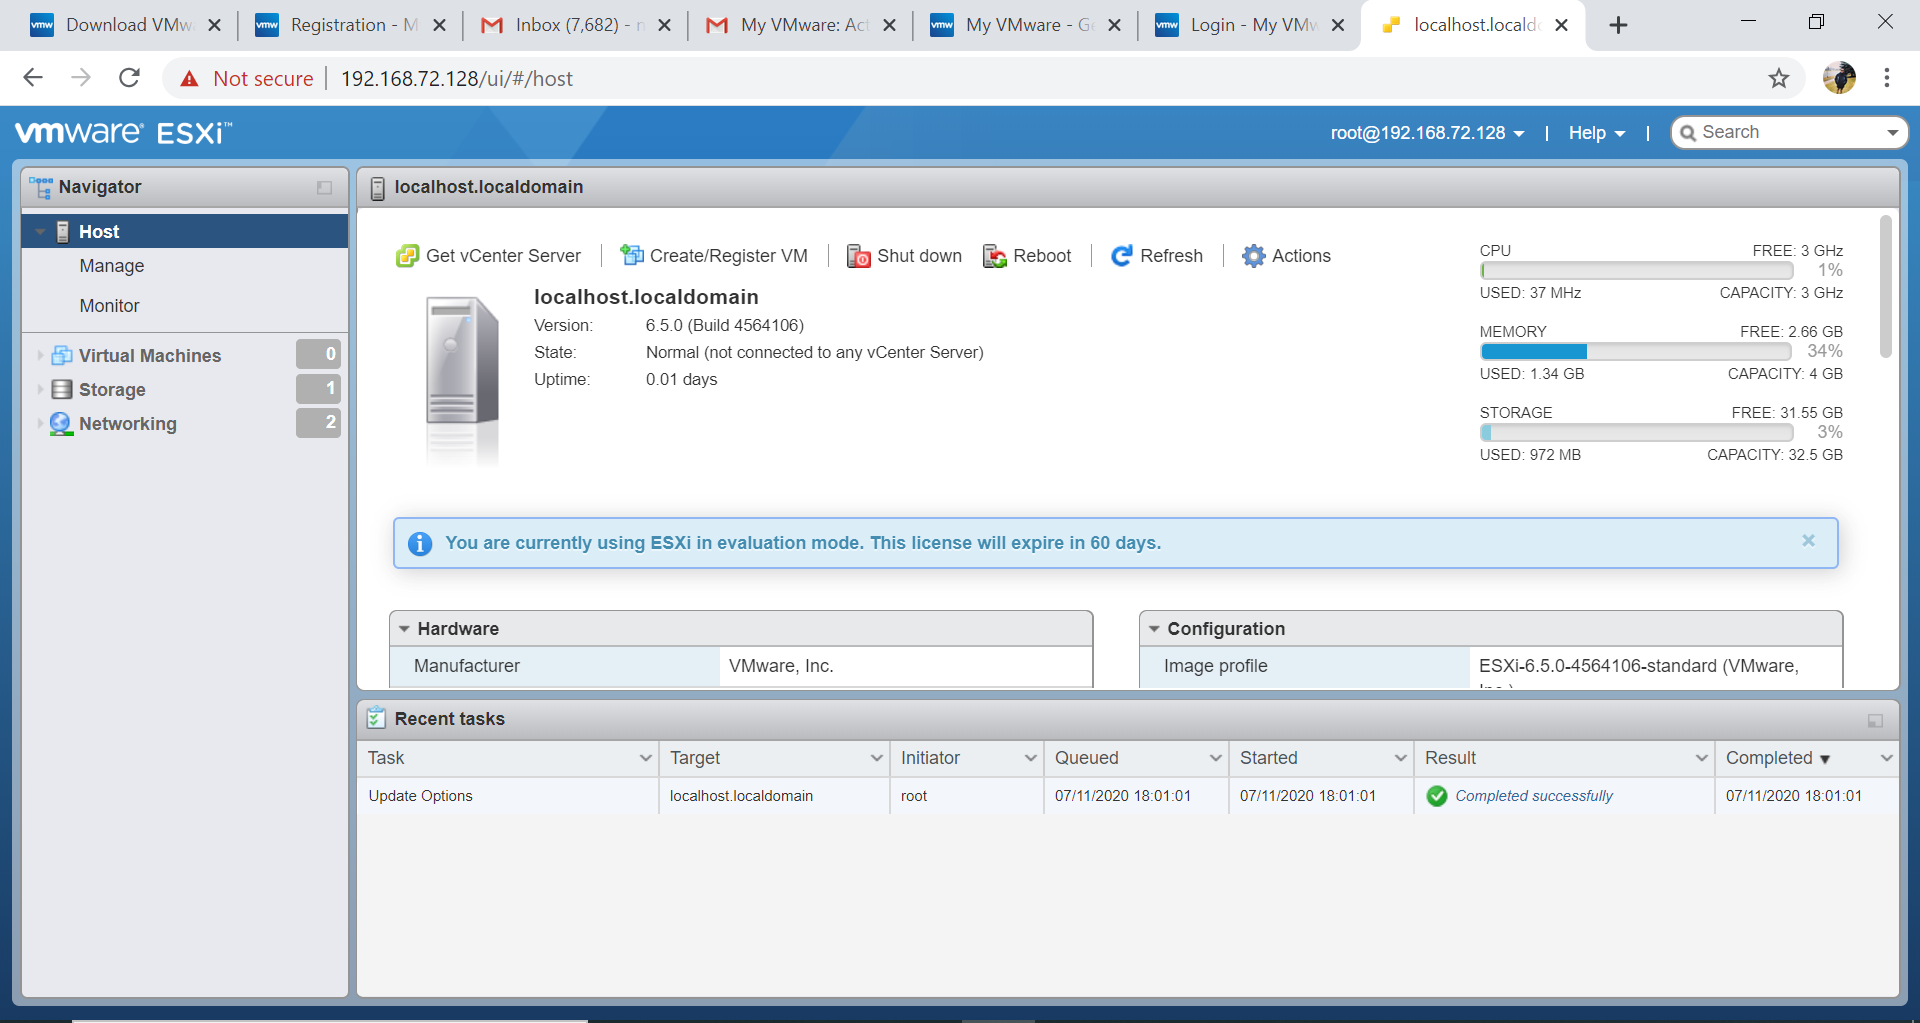 Download VMw
Registration - M
Inbox (7,682) - r
My VMware: Act
My VMware - Ge
Login - My VMw
localhost.locald
Not secure
192.168.72.128/ui/#/host
vmware ESXi™
root@192.168.72.128
Help
Search
Navigator
Host
Manage
Monitor
Virtual Machines 0
Storage 1
Networking 2
localhost.localdomain
Get vCenter Server
Create/Register VM
Shut down
Reboot
Refresh
Actions
localhost.localdomain
Version: 6.5.0 (Build 4564106)
State: Normal (not connected to any vCenter Server)
Uptime: 0.01 days
CPU FREE: 3 GHz
1%
USED: 37 MHz CAPACITY: 3 GHz
MEMORY FREE: 2.66 GB
34%
USED: 1.34 GB CAPACITY: 4 GB
STORAGE FREE: 31.55 GB
3%
USED: 972 MB CAPACITY: 32.5 GB
You are currently using ESXi in evaluation mode. This license will expire in 60 days.
Hardware
Manufacturer VMware, Inc.
Configuration
Image profile ESXi-6.5.0-4564106-standard (VMware,
Recent tasks
Task Target Initiator Queued Started Result Completed
Update Options localhost.localdomain root 07/11/2020 18:01:01 07/11/2020 18:01:01 Completed successfully 07/11/2020 18:01:01